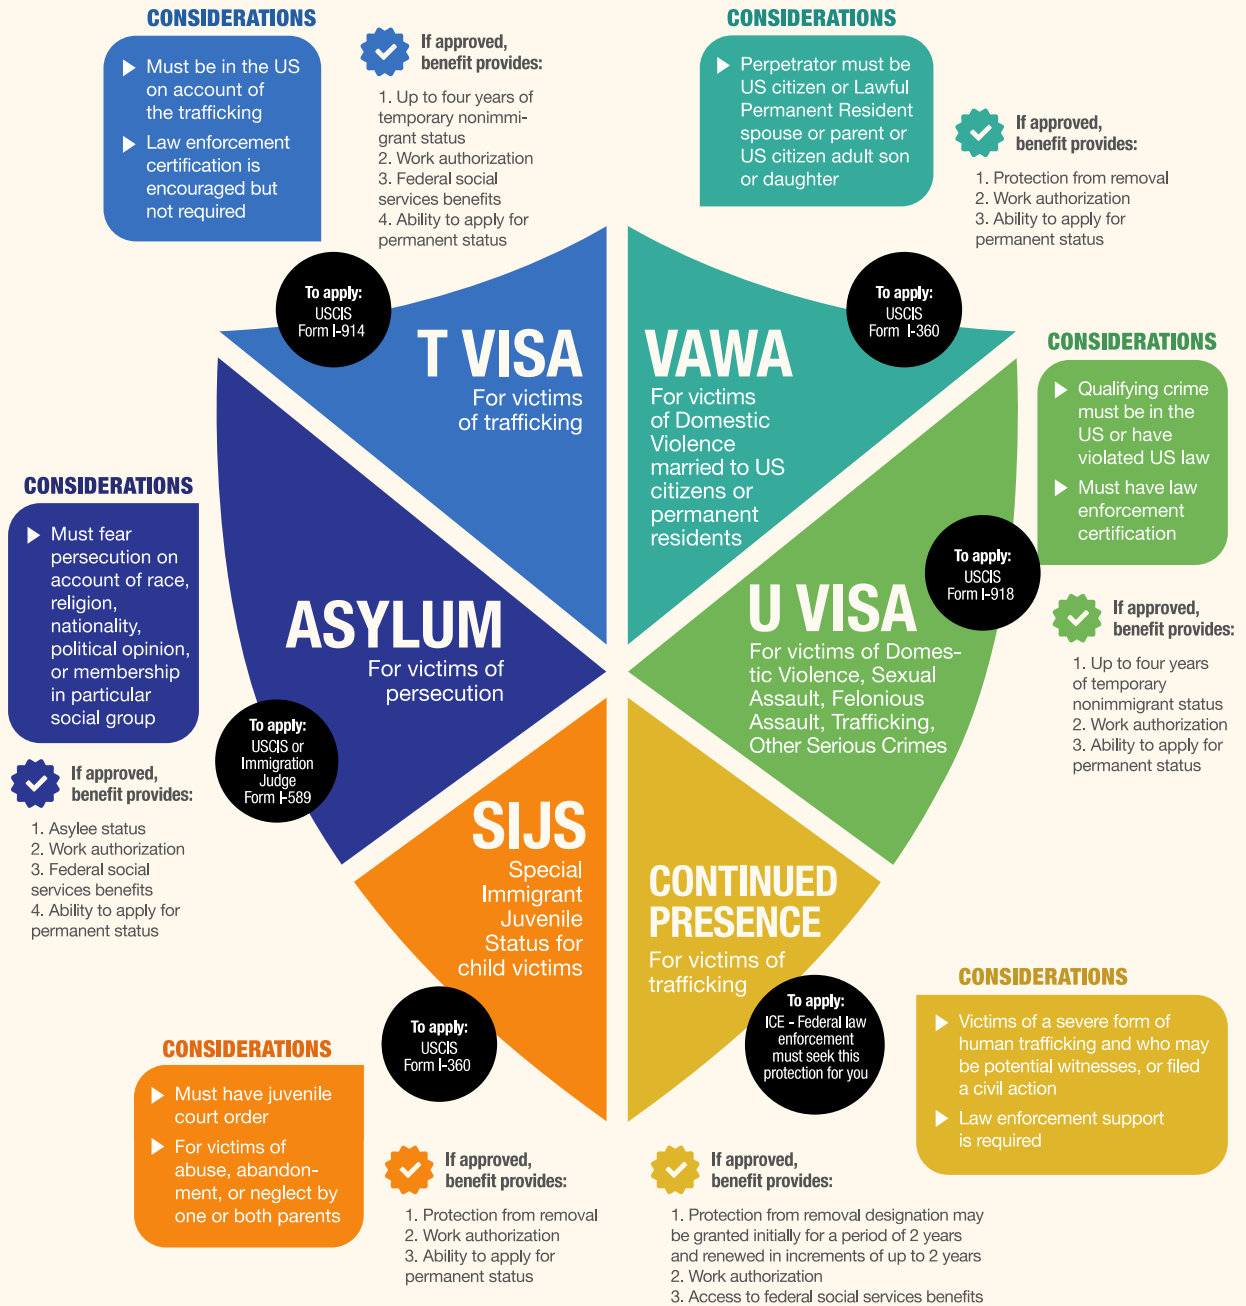 CONSIDERATIONS
Must be in the US
on account of
the trafficking
Law enforcement
certification is
encouraged but
not required
If approved,
benefit provides:
1. Up to four years of
temporary nonimmi-
grant status
2. Work authorization
3. Federal social
services benefits
4. Ability to apply for
permanent status
To apply:
USCIS
Form I-914
T VISA
For victims
of trafficking
CONSIDERATIONS
Perpetrator must be
US citizen or Lawful
Permanent Resident
spouse or parent or
US citizen adult son
or daughter
If approved,
benefit provides:
1. Protection from removal
2. Work authorization
3. Ability to apply for
permanent status
To apply:
USCIS
Form I-360
VAWA
For victims
of Domestic
Violence
married to US
citizens or
permanent
residents
CONSIDERATIONS
Qualifying crime
must be in the
US or have
violated US law
Must have law
enforcement
certification
To apply:
USCIS
Form I-918
If approved,
benefit provides:
1. Up to four years
of temporary
nonimmigrant status
2. Work authorization
3. Ability to apply for
permanent status
U VISA
For victims of Domes-
tic Violence, Sexual
Assault, Felonious
Assault, Trafficking,
Other Serious Crimes
CONSIDERATIONS
Must fear
persecution on
account of race,
religion,
nationality,
political opinion,
or membership
in particular
social group
ASYLUM
For victims of
persecution
To apply:
USCIS or
Immigration
Judge
Form I-589
If approved,
benefit provides:
1. Asylee status
2. Work authorization
3. Federal social
services benefits
4. Ability to apply for
permanent status
SIJS
Special
Immigrant
Juvenile
Status for
child victims
To apply:
USCIS
Form I-360
CONSIDERATIONS
Must have juvenile
court order
For victims of
abuse, abandon-
ment, or neglect by
one or both parents
If approved,
benefit provides:
1. Protection from removal
2. Work authorization
3. Ability to apply for
permanent status
CONTINUED
PRESENCE
For victims of
trafficking
To apply:
ICE - Federal law
enforcement
must seek this
protection for you
CONSIDERATIONS
Victims of a severe form of
human trafficking and who may
be potential witnesses, or filed
a civil action
Law enforcement support
is required
If approved,
benefit provides:
1. Protection from removal designation may
be granted initially for a period of 2 years
and renewed in increments of up to 2 years
2. Work authorization
3. Access to federal social services benefits